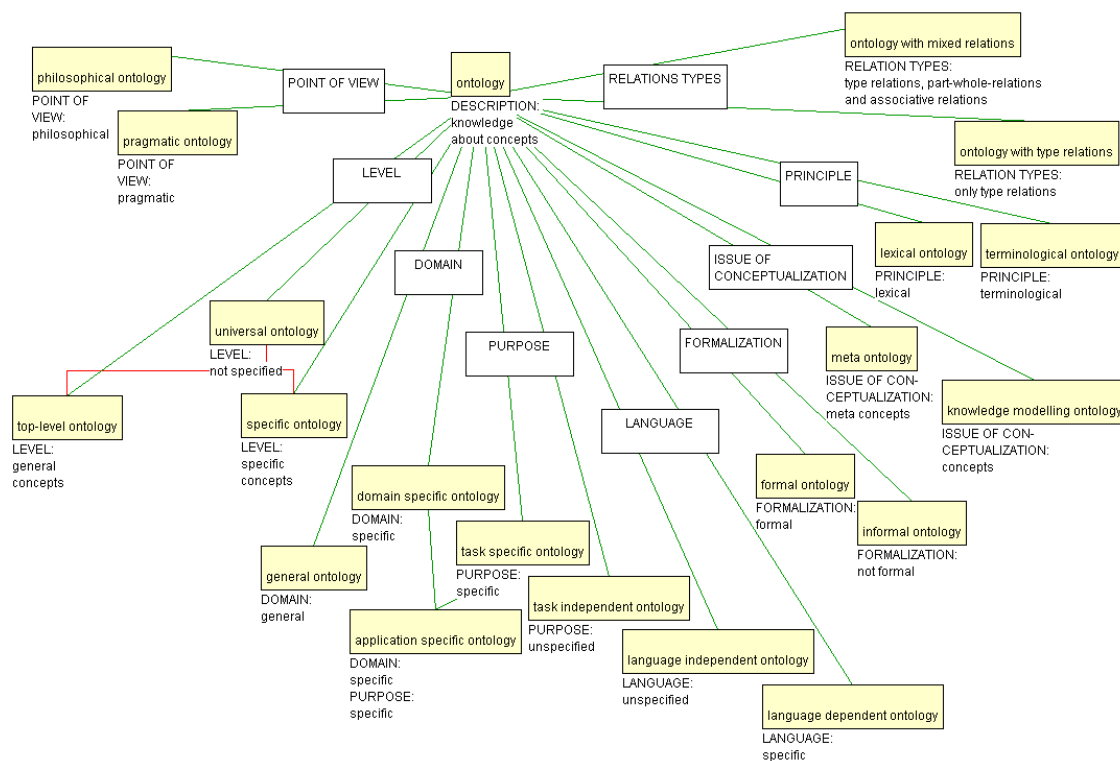 ontology with mixed relations
RELATION TYPES:
type relations, part-whole-relations
and associative relations
philosophical ontology
POINT OF
VIEW:
philosophical
POINT OF
VIEW
ontology
DESCRIPTION:
knowledge
about concepts
RELATIONS TYPES
pragmatic ontology
POINT OF
VIEW:
pragmatic
ontology with type relations
RELATION TYPES:
only type relations
LEVEL
PRINCIPLE
lexical ontology
PRINCIPLE:
lexical
terminological ontology
PRINCIPLE:
terminological
DOMAIN
ISSUE OF
CONCEPTUALIZATION
universal ontology
LEVEL:
not specified
PURPOSE
FORMALIZATION
meta ontology
ISSUE OF CON-
CEPTUALIZATION:
meta concepts
top-level ontology
LEVEL:
general
concepts
specific ontology
LEVEL:
specific
concepts
LANGUAGE
knowledge modelling ontology
ISSUE OF CON-
CEPTUALIZATION:
concepts
domain specific ontology
DOMAIN:
specific
formal ontology
FORMALIZATION:
formal
informal ontology
FORMALIZATION:
not formal
general ontology
DOMAIN:
general
task specific ontology
PURPOSE:
specific
task independent ontology
PURPOSE:
unspecified
application specific ontology
DOMAIN:
specific
PURPOSE:
specific
language independent ontology
LANGUAGE:
unspecified
language dependent ontology
LANGUAGE:
specific